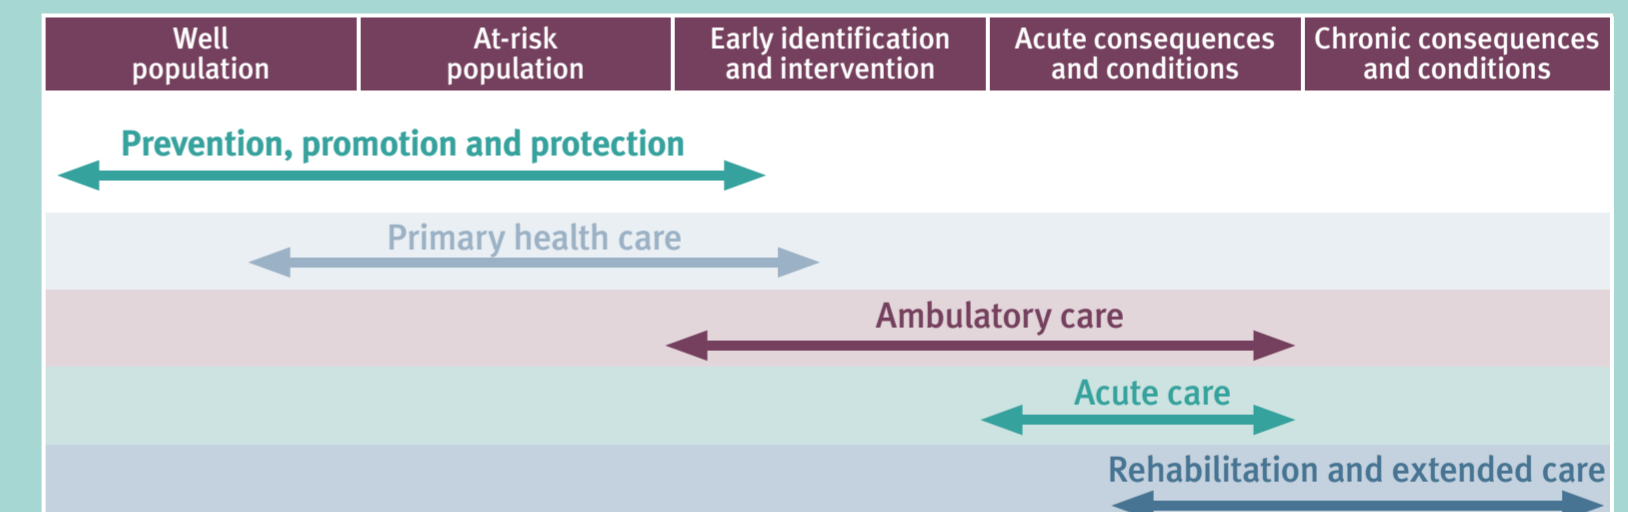 Well
population
At-risk
population
Early identification
and intervention
Acute consequences
and conditions
Chronic consequences
and conditions
Prevention, promotion and protection
Primary health care
Ambulatory care
Acute care
Rehabilitation and extended care